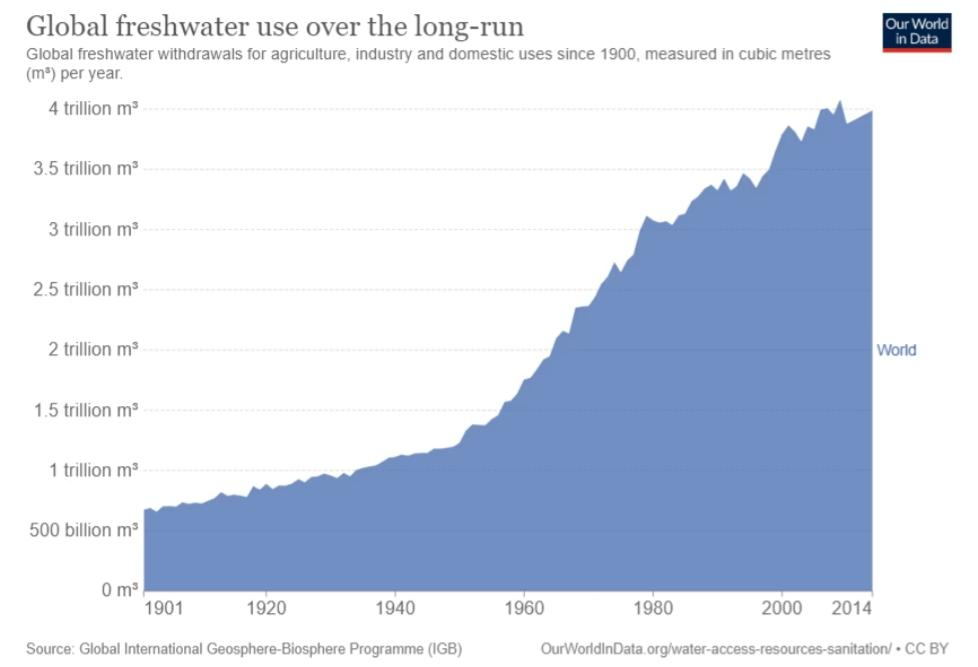 Global freshwater use over the long-run
Our World
in Data
Global freshwater withdrawals for agriculture, industry and domestic uses since 1900, measured in cubic metres
(m³) per year.
4 trillion m³
3.5 trillion m³
3 trillion m³
2.5 trillion m³
2 trillion m³
World
1.5 trillion m³
1 trillion m³
500 billion m³
0 m³
1901 1920 1940 1960 1980 2000 2014
Source: Global International Geosphere-Biosphere Programme (IGB) OurWorldInData.org/water-access-resources-sanitation/ • CC BY